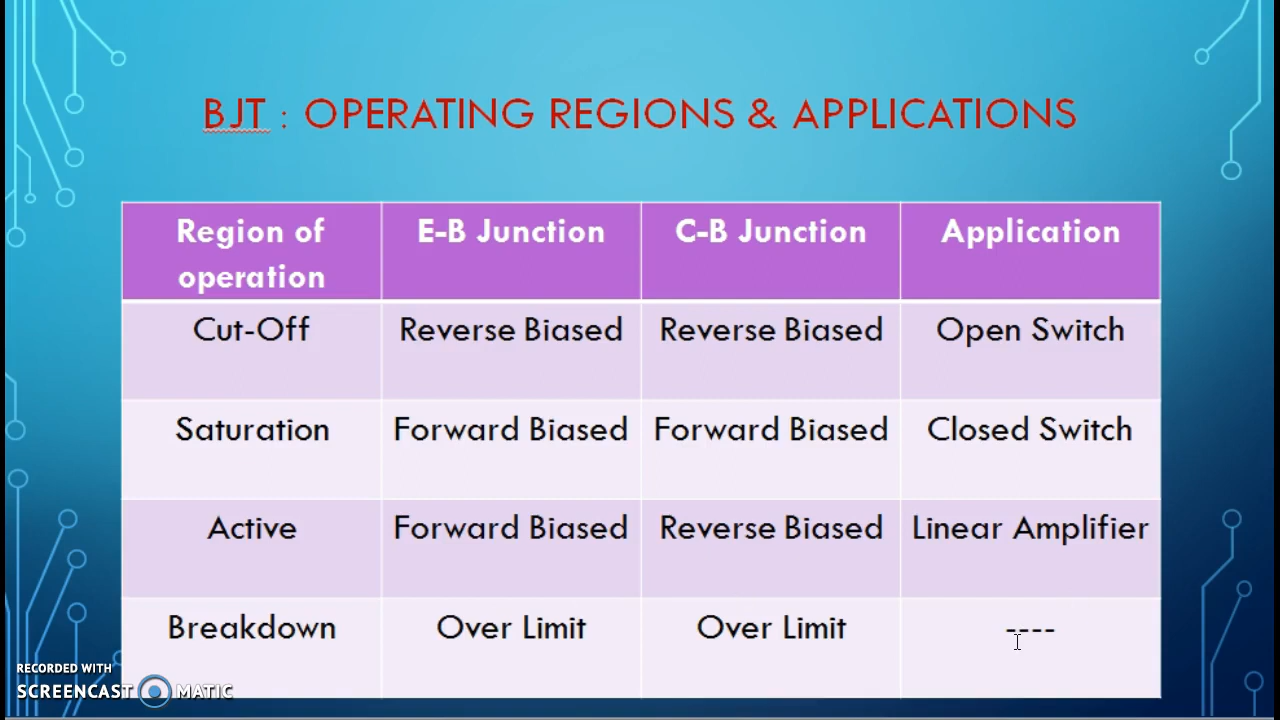 BJT : OPERATING REGIONS & APPLICATIONS
Region of operation E-B Junction C-B Junction Application
Cut-Off Reverse Biased Reverse Biased Open Switch
Saturation Forward Biased Forward Biased Closed Switch
Active Forward Biased Reverse Biased Linear Amplifier
Breakdown Over Limit Over Limit ----
RECORDED WITH
SCREENCAST MATIC